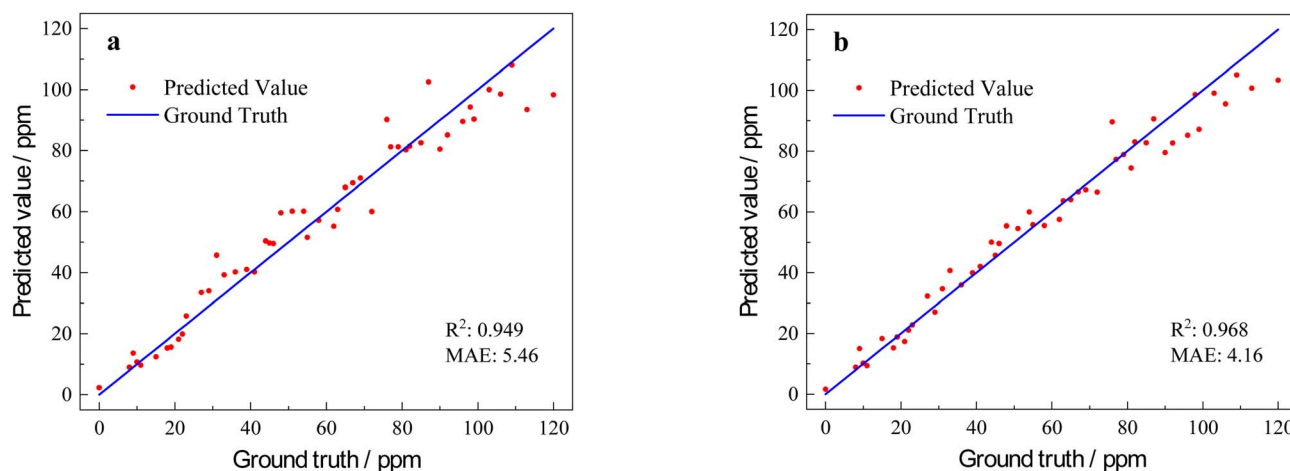 a
120
100
80
60
40
20
0
Predicted value / ppm
Predicted Value
Ground Truth
R²: 0.949
MAE: 5.46
0 20 40 60 80 100 120
Ground truth / ppm
b
120
100
80
60
40
20
0
Predicted value / ppm
Predicted Value
Ground Truth
R²: 0.968
MAE: 4.16
0 20 40 60 80 100 120
Ground truth / ppm